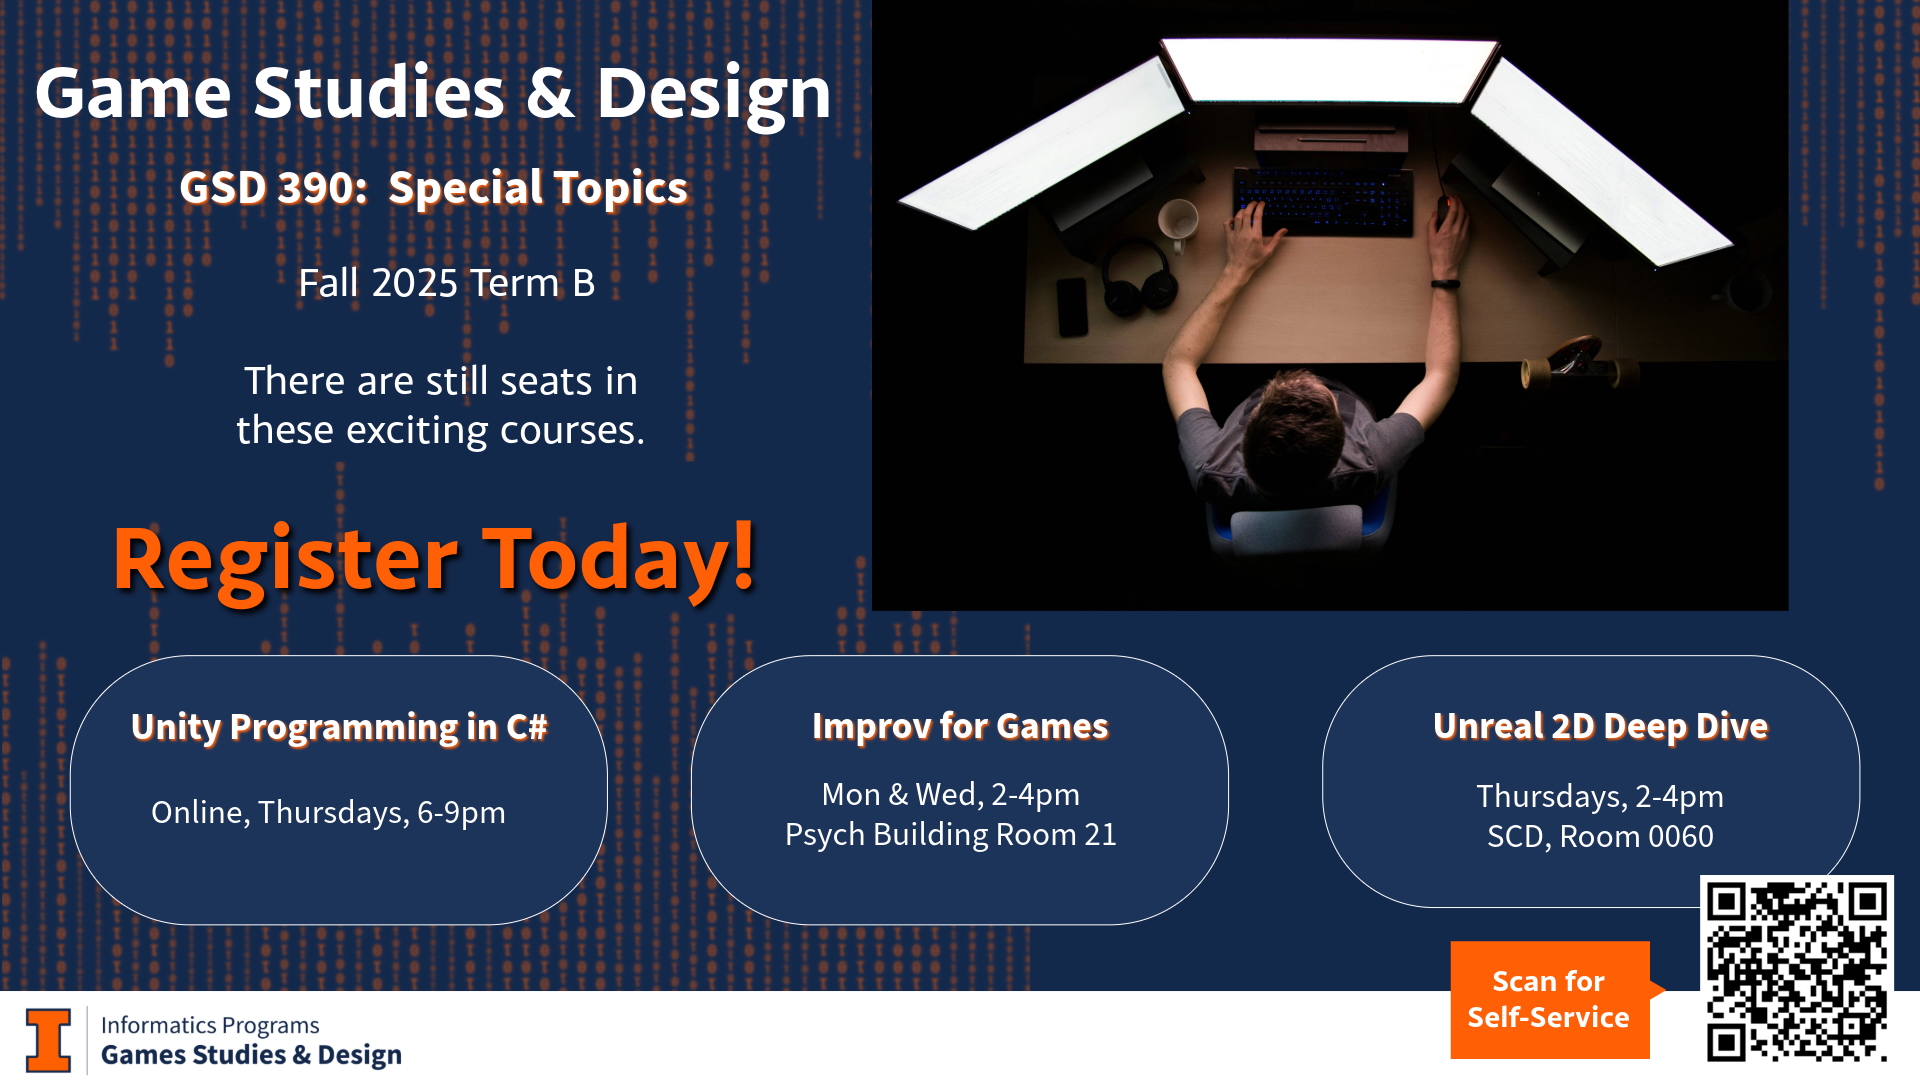 Game Studies & Design
GSD 390:  Special Topics
Fall 2025 Term B
There are still seats in
these exciting courses.
Register Today!
Unity Programming in C#
Online, Thursdays, 6-9pm
Improv for Games
Mon & Wed, 2-4pm
Psych Building Room 21
Unreal 2D Deep Dive
Thursdays, 2-4pm
SCD, Room 0060
Scan for
Self-Service
I
Informatics Programs
Games Studies & Design